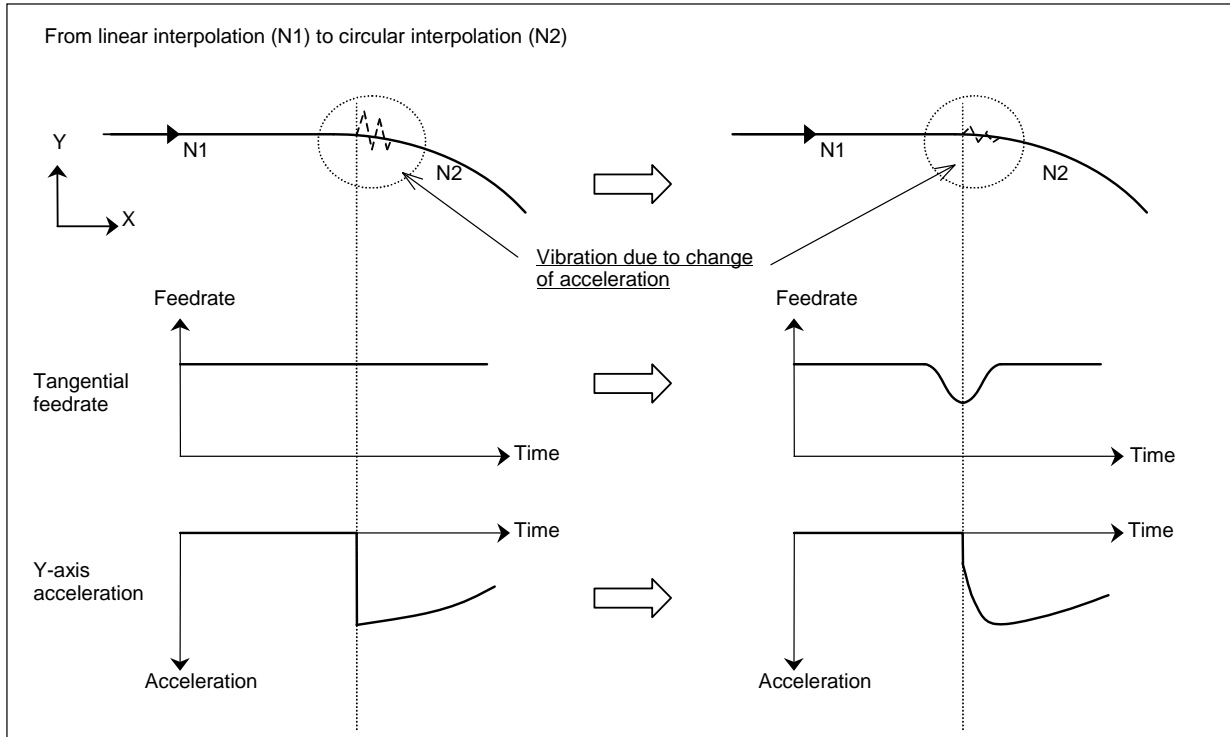 From linear interpolation (N1) to circular interpolation (N2)
Y
N1
N2
X
N1
N2
Vibration due to change
of acceleration
Feedrate
Feedrate
Tangential
feedrate
Time
Time
Time
Time
Y-axis
acceleration
Acceleration
Acceleration